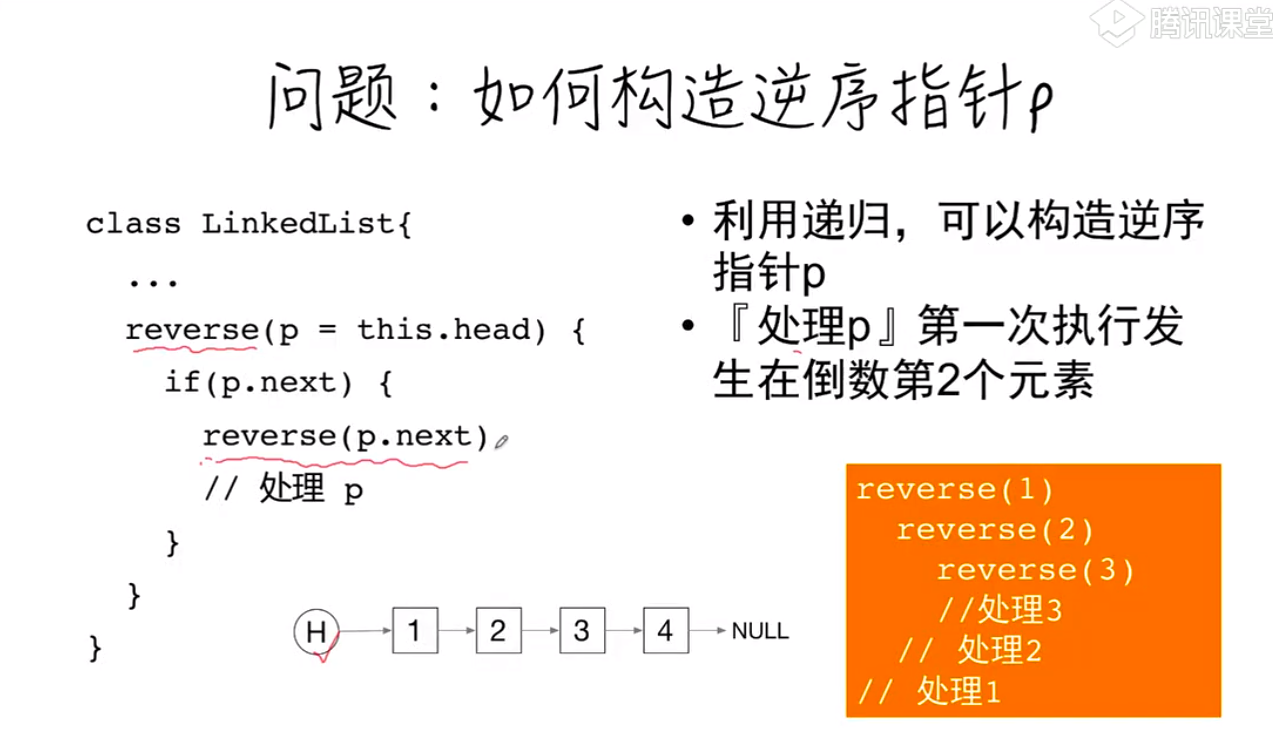 腾讯课堂
问题：如何构造逆序指针p
class LinkedList{
...
reverse(p = this.head) {
if(p.next) {
reverse(p.next)
// 处理 p
}
}
}
• 利用递归，可以构造逆序
指针p
• 『处理p』第一次执行发
生在倒数第2个元素
H 1 2 3 4 NULL
reverse(1)
reverse(2)
reverse(3)
//处理3
// 处理2
// 处理1